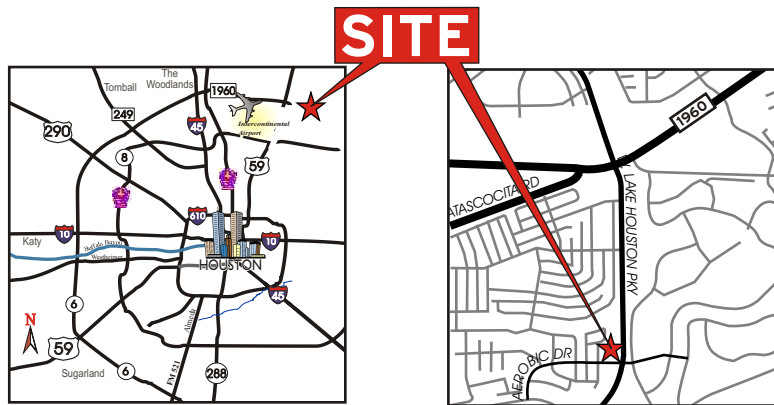 SITE
The
Woodlands
Tomball
1960
249
45
290
Intercontinental
Airport
8
59
610
10
Katy
Buffalo Bayou
Westheimer
10
HOUSTON
45
6
N
59
Almeda
FM 521
288
Sugarland
6
1960
ATASCOCITA RD
LAKE HOUSTON PKY
AEROBIC DR